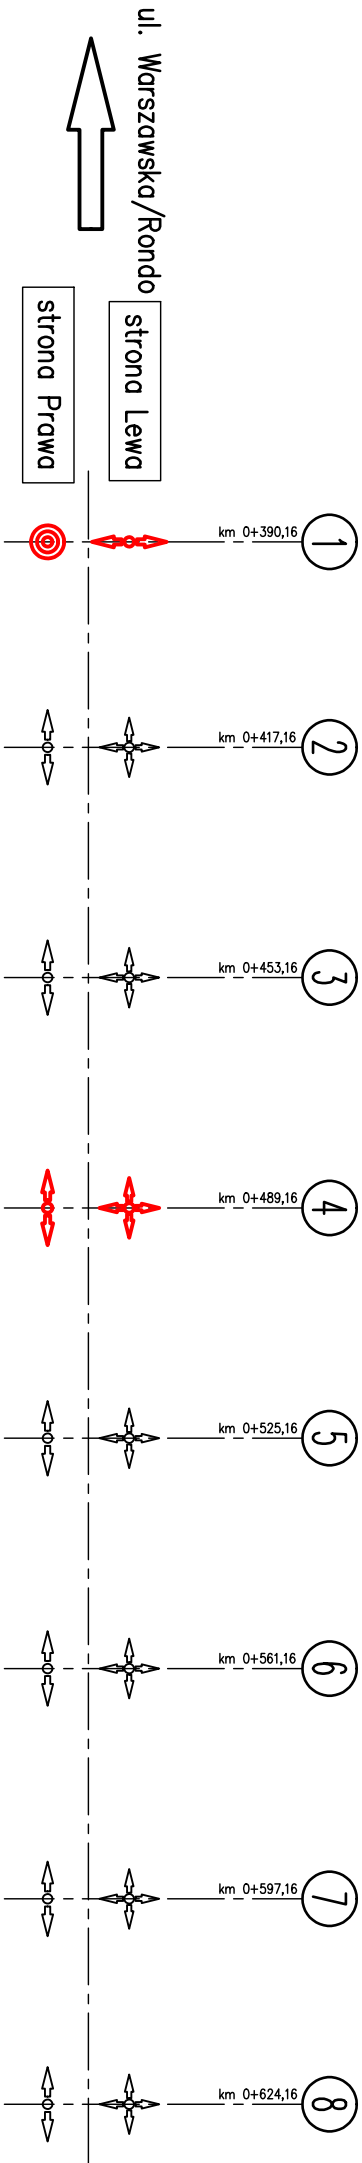 ul. Warszawska/Rondo
strona Lewa
strona Prawa
1
km 0+390,16
2
km 0+417,16
3
km 0+453,16
4
km 0+489,16
5
km 0+525,16
6
km 0+561,16
7
km 0+597,16
8
km 0+624,16